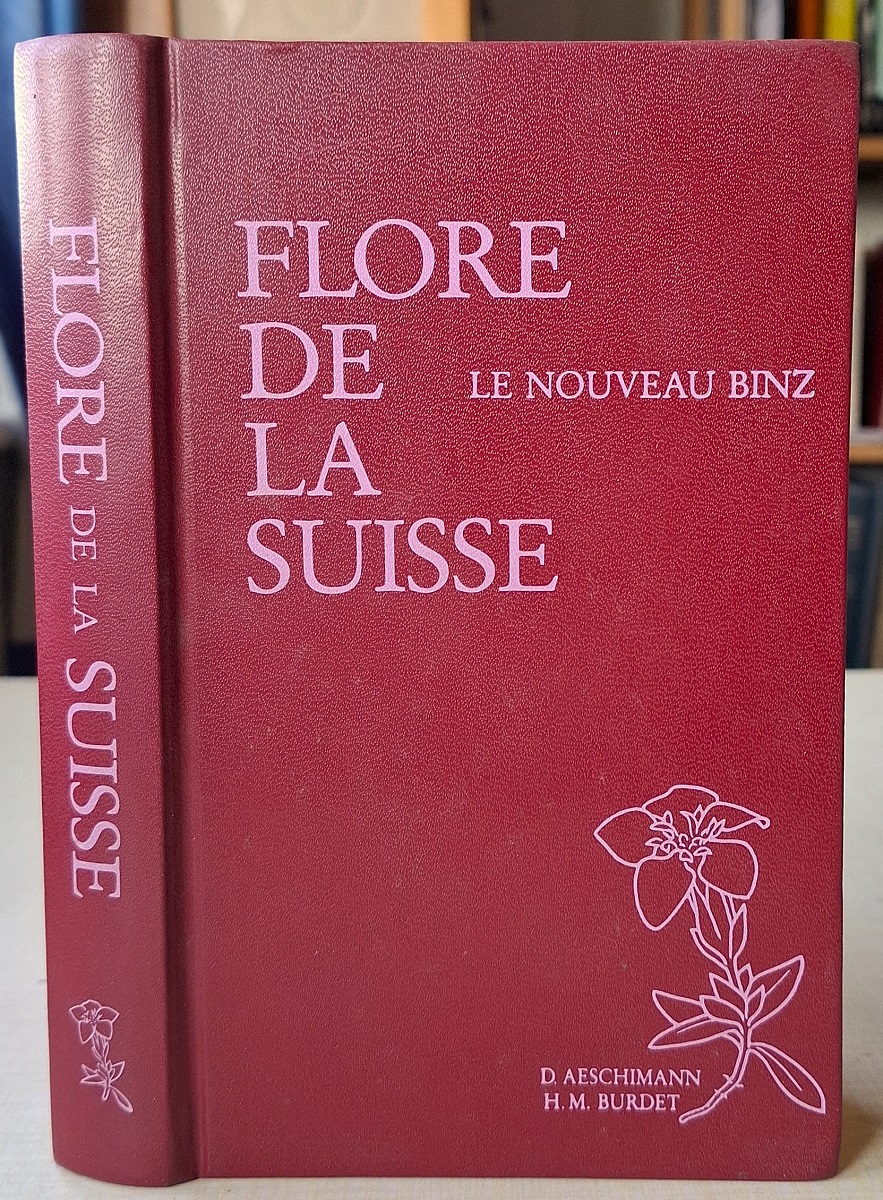 FLORE DE LA SUISSE
FLORE
DE
LE NOUVEAU BINZ
LA
SUISSE
D. AESCHIMANN
H. M. BURDET